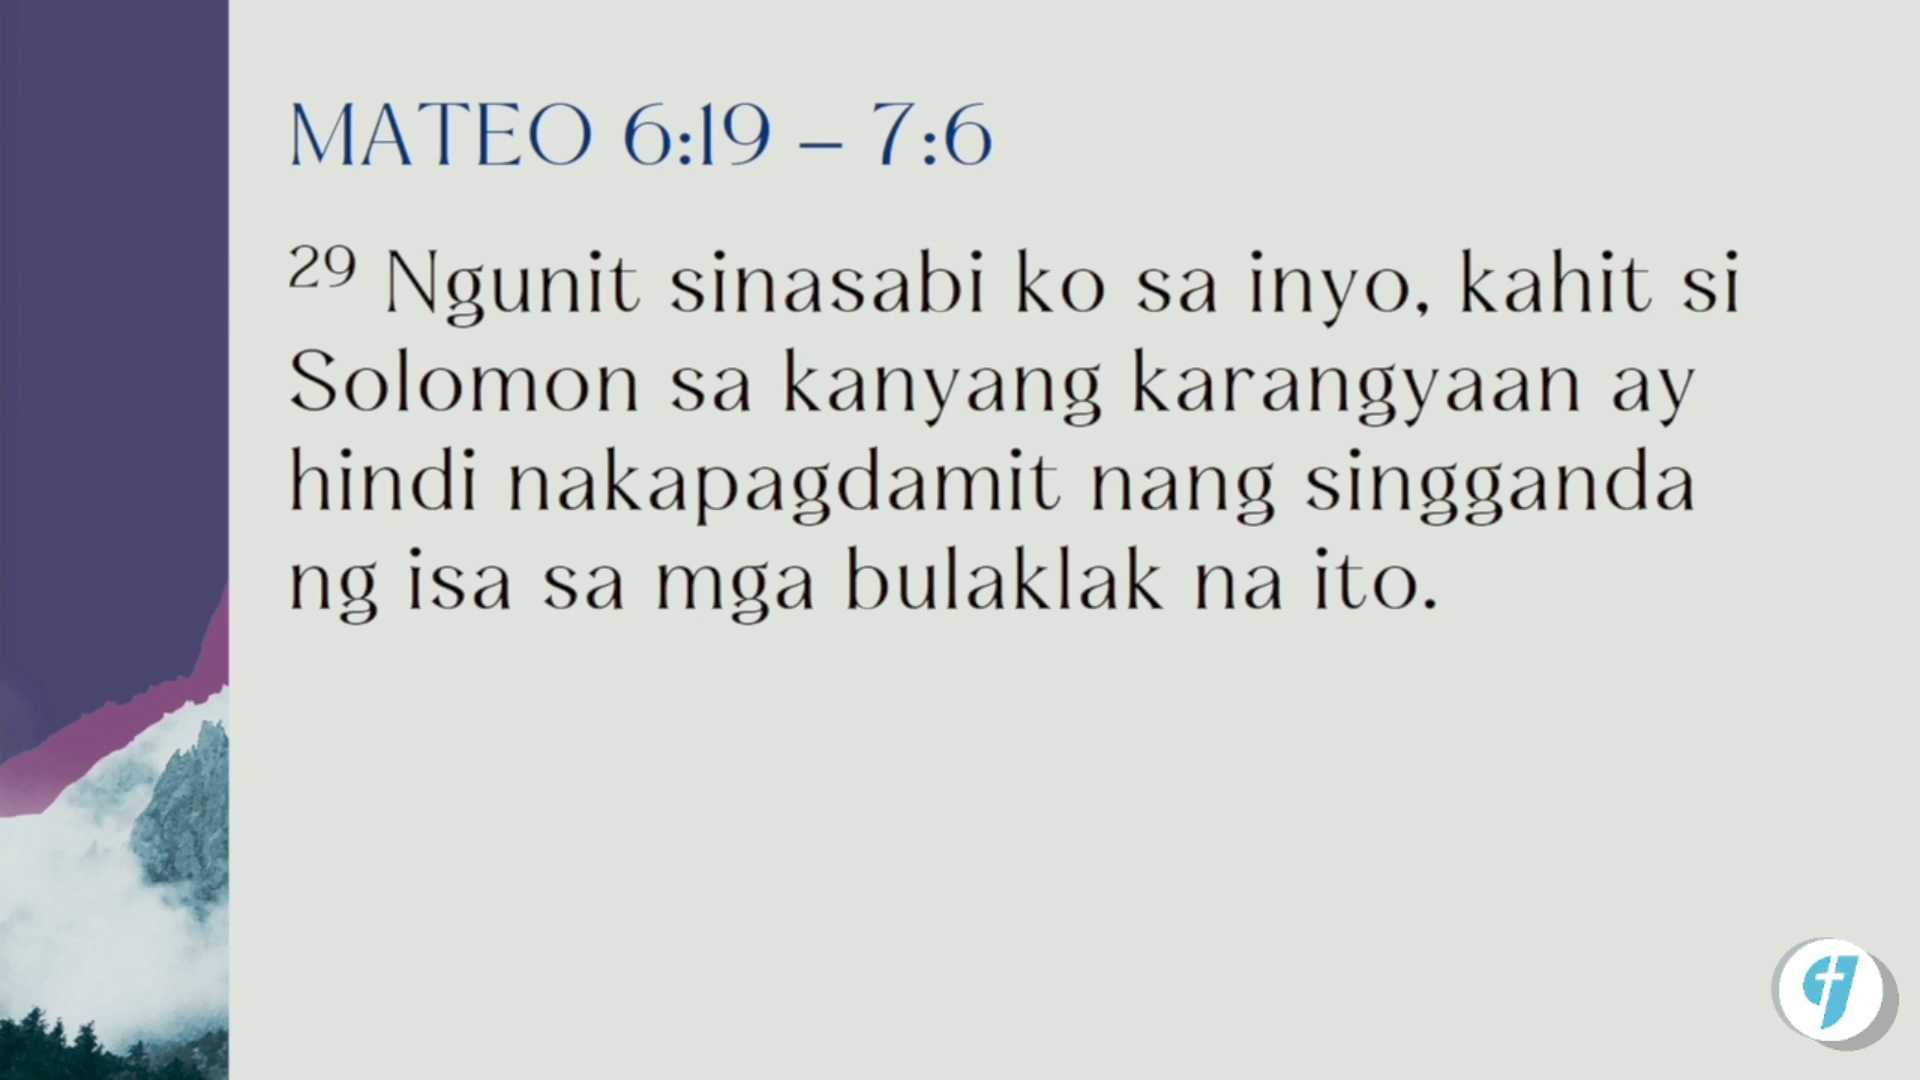 MATEO 6:19 – 7:6
29 Ngunit sinasabi ko sa inyo, kahit si
Solomon sa kanyang karangyaan ay
hindi nakapagdamit nang singganda
ng isa sa mga bulaklak na ito.